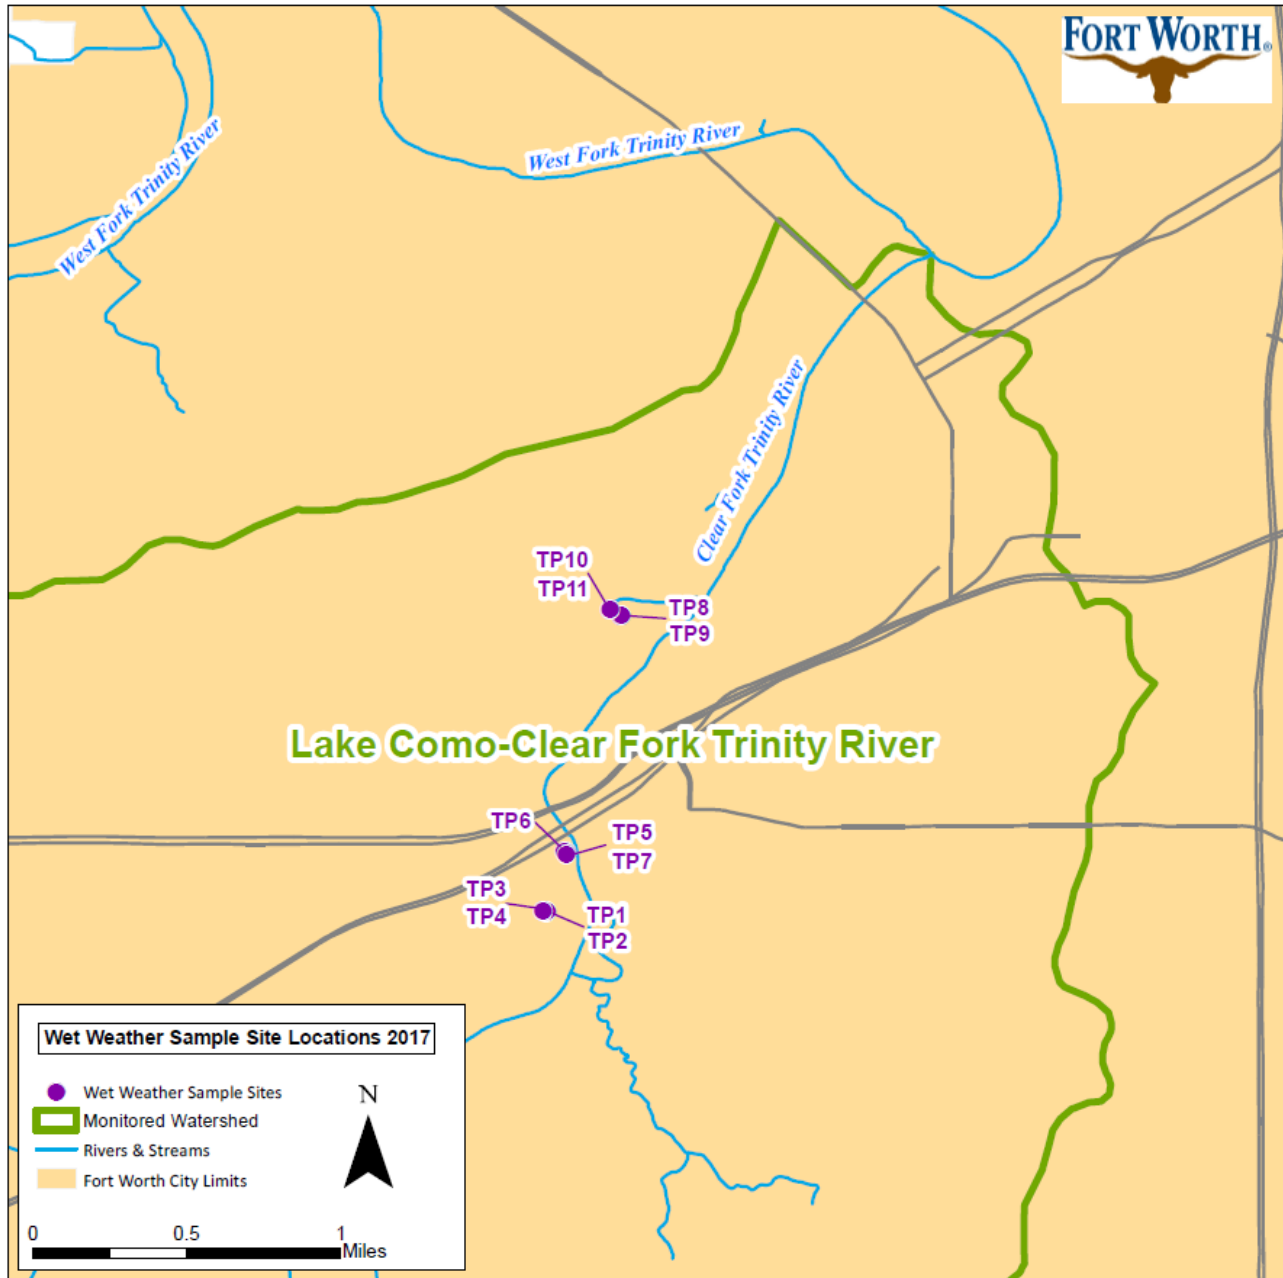 FORT WORTH®
West Fork Trinity River
West Fork Trinity River
Clear Fork Trinity River
TP10
TP11
TP8
TP9
Lake Como-Clear Fork Trinity River
TP6
TP5
TP7
TP3
TP4
TP1
TP2
Wet Weather Sample Site Locations 2017
Wet Weather Sample Sites
N
Monitored Watershed
Rivers & Streams
Fort Worth City Limits
0 0.5 1
Miles